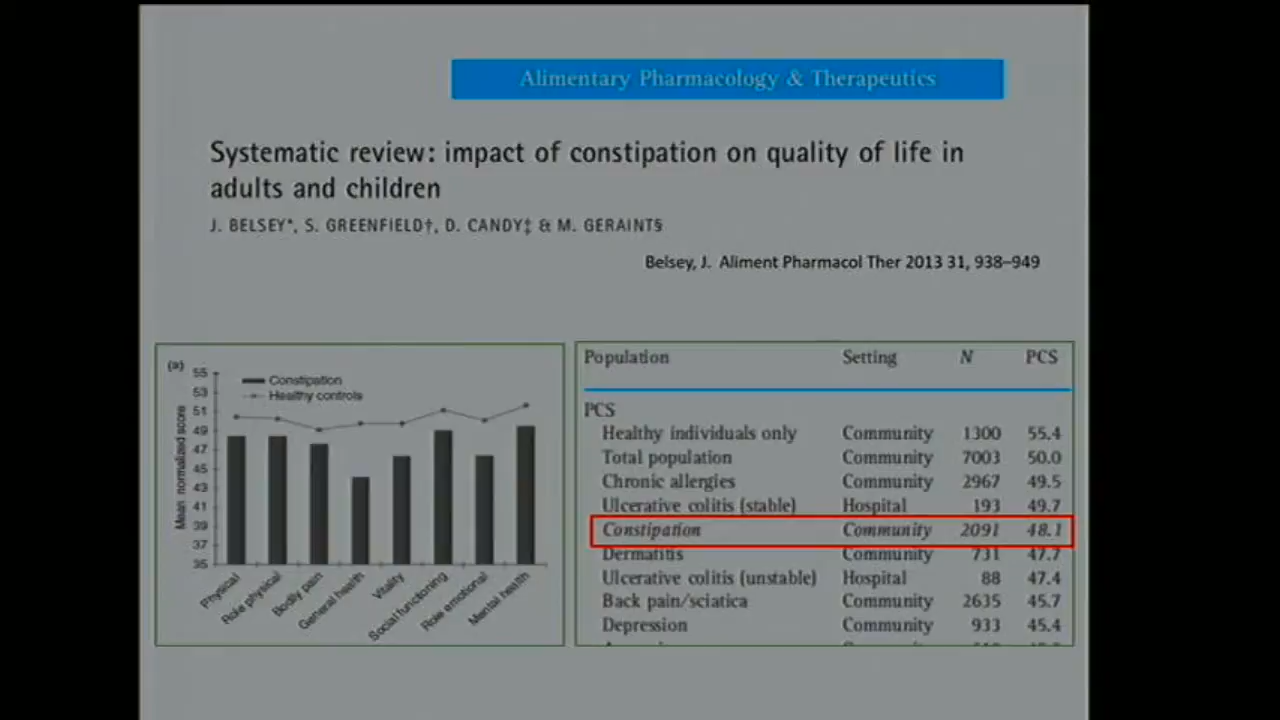 Alimentary Pharmacology & Therapeutics
Systematic review: impact of constipation on quality of life in
adults and children
J. BELSEY*, S. GREENFIELD†, D. CANDY‡ & M. GERAINT§
Belsey, J. Aliment Pharmacol Ther 2013 31, 938–949
(a)
Constipation
Healthy controls
Mean normalized score
55
53
51
49
47
45
43
41
39
37
35
Physical
Role physical
Bodily pain
General health
Vitality
Social functioning
Role emotional
Mental health
Population Setting N PCS
PCS
Healthy individuals only Community 1300 55.4
Total population Community 7003 50.0
Chronic allergies Community 2967 49.5
Ulcerative colitis (stable) Hospital 193 49.7
Constipation Community 2091 48.1
Dermatitis Community 731 47.7
Ulcerative colitis (unstable) Hospital 88 47.4
Back pain/sciatica Community 2635 45.7
Depression Community 933 45.4